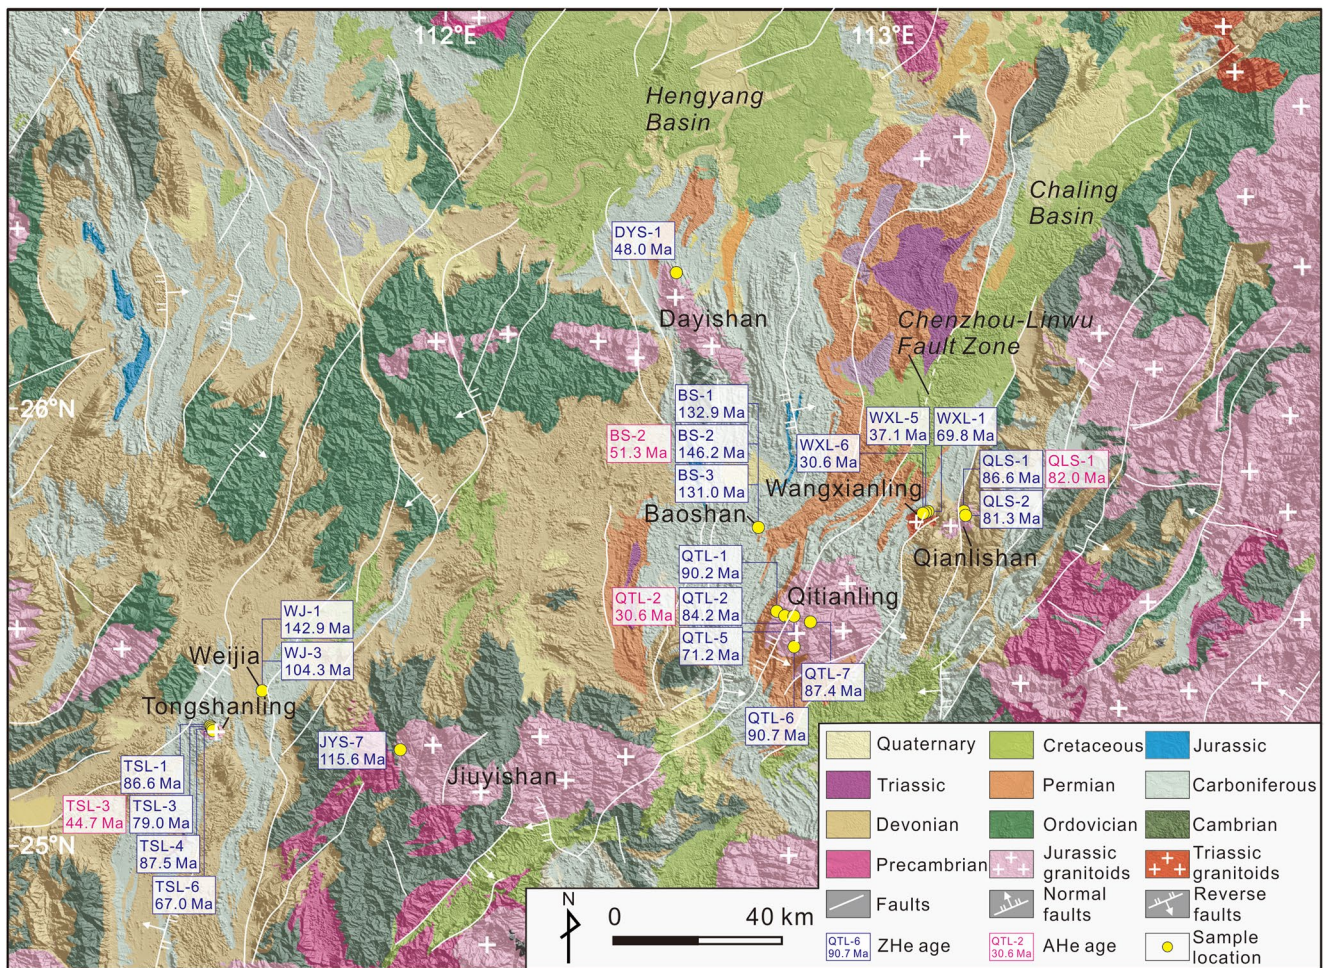 112°E
113°E
Hengyang
Basin
Chaling
Basin
DYS-1
48.0 Ma
Dayishan
Chenzhou-Linwu
Fault Zone
26°N
BS-1
132.9 Ma
BS-2
51.3 Ma
BS-2
146.2 Ma
BS-3
131.0 Ma
WXL-5
37.1 Ma
WXL-1
69.8 Ma
WXL-6
30.6 Ma
QLS-1
86.6 Ma
QLS-1
82.0 Ma
QLS-2
81.3 Ma
Wangxianling
Baoshan
Qianlishan
QTL-1
90.2 Ma
QTL-2
30.6 Ma
QTL-2
84.2 Ma
QTL-5
71.2 Ma
Qitianling
QTL-7
87.4 Ma
QTL-6
90.7 Ma
WJ-1
142.9 Ma
WJ-3
104.3 Ma
Weijia
Tongshanling
TSL-1
86.6 Ma
TSL-3
44.7 Ma
TSL-3
79.0 Ma
TSL-4
87.5 Ma
TSL-6
67.0 Ma
JYS-7
115.6 Ma
Jiuyishan
25°N
Quaternary
Cretaceous
Jurassic
Triassic
Permian
Carboniferous
Devonian
Ordovician
Cambrian
Precambrian
Jurassic
granitoids
Triassic
granitoids
Faults
Normal
faults
Reverse
faults
QTL-6
90.7 Ma
ZHe age
QTL-2
30.6 Ma
AHe age
Sample
location
N
0
40 km